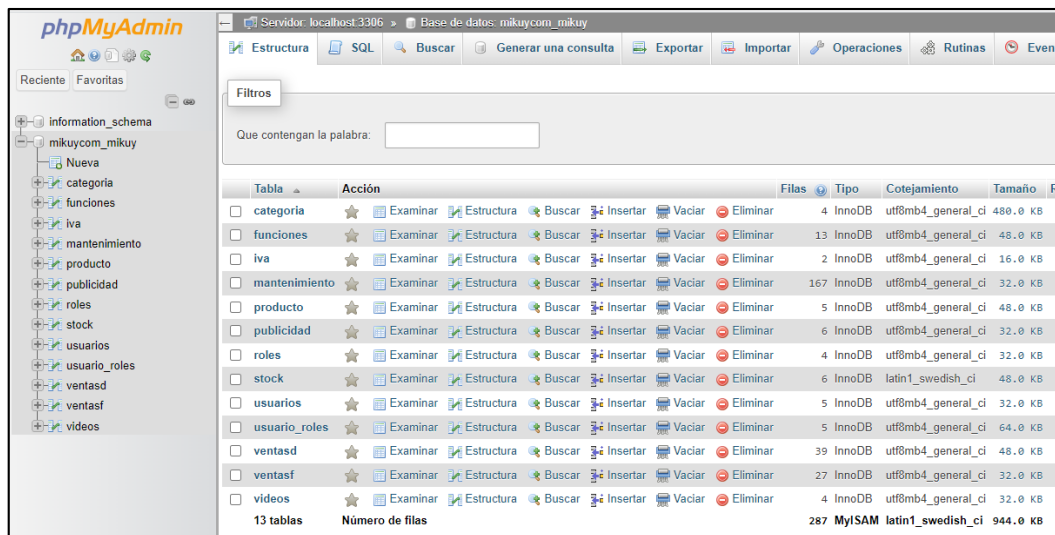 phpMyAdmin
Reciente Favoritas
information_schema
mikuycom_mikuy
Nueva
categoria
funciones
iva
mantenimiento
producto
publicidad
roles
stock
usuarios
usuario_roles
ventasd
ventasf
videos
Servidor: localhost:3306 » Base de datos: mikuycom_mikuy
Estructura SQL Buscar Generar una consulta Exportar Importar Operaciones Rutinas Even
Filtros
Que contengan la palabra:
Tabla Acción Filas Tipo Cotejamiento Tamaño R
categoria Examinar Estructura Buscar Insertar Vaciar Eliminar 4 InnoDB utf8mb4_general_ci 480.0 KB
funciones Examinar Estructura Buscar Insertar Vaciar Eliminar 13 InnoDB utf8mb4_general_ci 48.0 KB
iva Examinar Estructura Buscar Insertar Vaciar Eliminar 2 InnoDB utf8mb4_general_ci 16.0 KB
mantenimiento Examinar Estructura Buscar Insertar Vaciar Eliminar 167 InnoDB utf8mb4_general_ci 32.0 KB
producto Examinar Estructura Buscar Insertar Vaciar Eliminar 5 InnoDB utf8mb4_general_ci 48.0 KB
publicidad Examinar Estructura Buscar Insertar Vaciar Eliminar 6 InnoDB utf8mb4_general_ci 32.0 KB
roles Examinar Estructura Buscar Insertar Vaciar Eliminar 4 InnoDB utf8mb4_general_ci 32.0 KB
stock Examinar Estructura Buscar Insertar Vaciar Eliminar 6 InnoDB latin1_swedish_ci 48.0 KB
usuarios Examinar Estructura Buscar Insertar Vaciar Eliminar 5 InnoDB utf8mb4_general_ci 32.0 KB
usuario_roles Examinar Estructura Buscar Insertar Vaciar Eliminar 5 InnoDB utf8mb4_general_ci 64.0 KB
ventasd Examinar Estructura Buscar Insertar Vaciar Eliminar 39 InnoDB utf8mb4_general_ci 48.0 KB
ventasf Examinar Estructura Buscar Insertar Vaciar Eliminar 27 InnoDB utf8mb4_general_ci 32.0 KB
videos Examinar Estructura Buscar Insertar Vaciar Eliminar 4 InnoDB utf8mb4_general_ci 32.0 KB
13 tablas Número de filas 287 MyISAM latin1_swedish_ci 944.0 KB